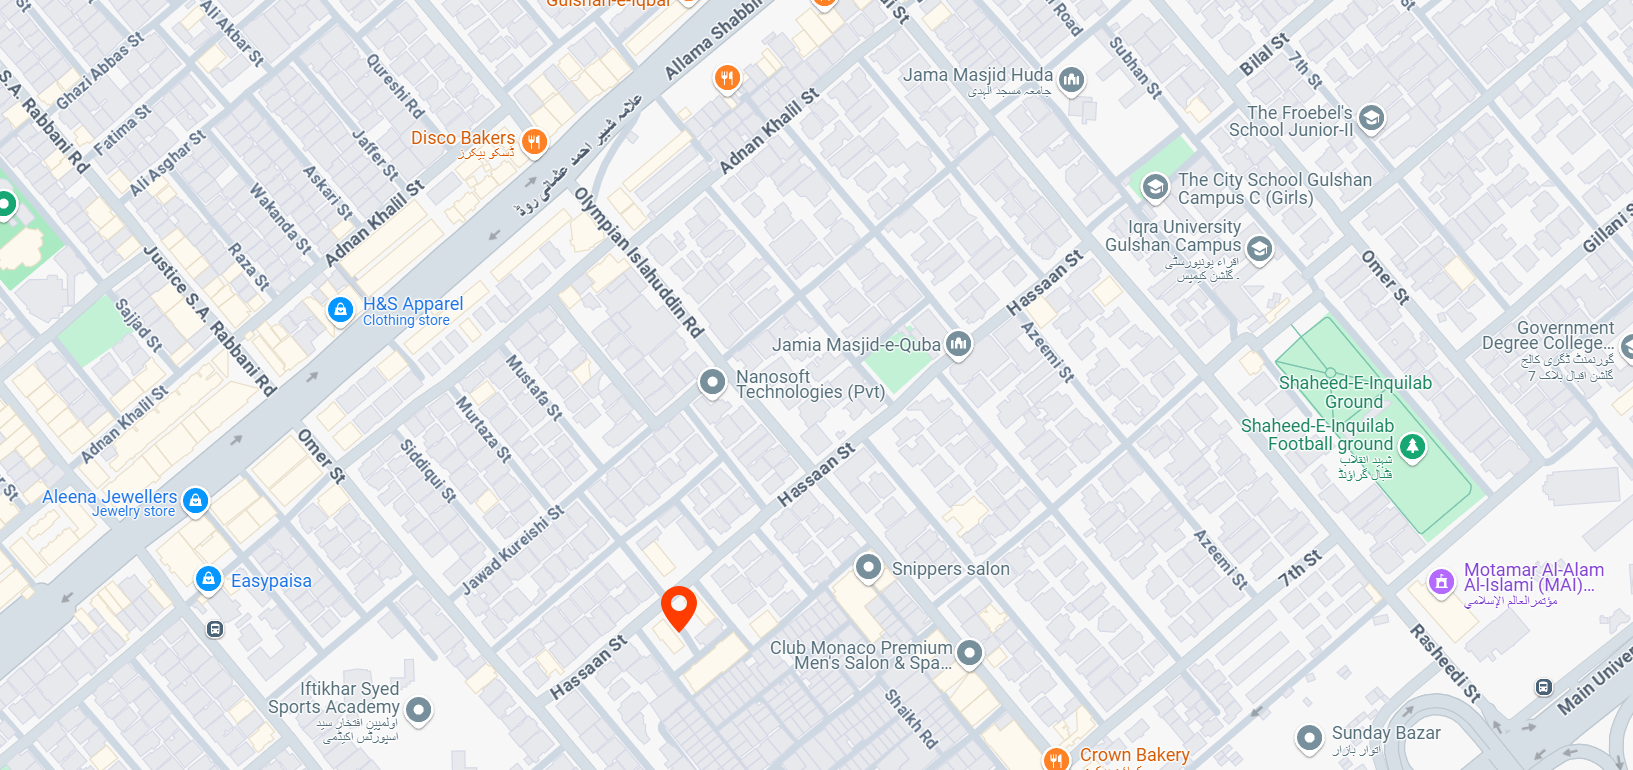 Gulshan-e-Iqbal
Ali Akbar St
Allama Shabbir
Road
Ghazi Abbas St
Qureshi Rd
Subhan St
Bilal St
7th St
S.A. Rabbani Rd
Jama Masjid Huda
جامعہ مسجد الہدی
Fatima St
Disco Bakers
ڈسکو بیکرز
علامہ شبیر احمد عثمانی روڈ
Adnan Khalil St
The Froebel's
School Junior-II
Ali Asghar St
Jaffer St
Askari St
Wakanda St
Adnan Khalil St
Olympian Islahuddin Rd
The City School Gulshan
Campus C (Girls)
Iqra University
Gulshan Campus
اقراء یونیورسٹی
۔ گلشن کیمپس
Gillani S
Raza St
Justice S.A. Rabbani Rd
Hassaan St
Omer St
Sajjad St
H&S Apparel
Clothing store
Jamia Masjid-e-Quba
Azeemi St
Government
Degree College...
گورنمنٹ ڈگری کالج
گلشن اقبال بلاک 7
Nanosoft
Technologies (Pvt)
Mustafa St
Murtaza St
Shaheed-E-Inquilab
Ground
Shaheed-E-Inquilab
Football ground
شہید انقلاب
فٹبال گراؤنڈ
Adnan Khalil St
Omer St
Siddiqui St
Hassaan St
Aleena Jewellers
Jewelry store
Jawad Kureishi St
Azeemi St
7th St
Easypaisa
Snippers salon
Motamar Al-Alam
Al-Islami (MAI)...
مؤتمر العالم الإسلامي
Hassaan St
Club Monaco Premium
Men's Salon & Spa...
Rasheedi St
Main Univer
Iftikhar Syed
Sports Academy
اولمپین افتخار سید
اسپورٹس اکیڈمی
Shaikh Rd
Sunday Bazar
اتوار بازار
Crown Bakery